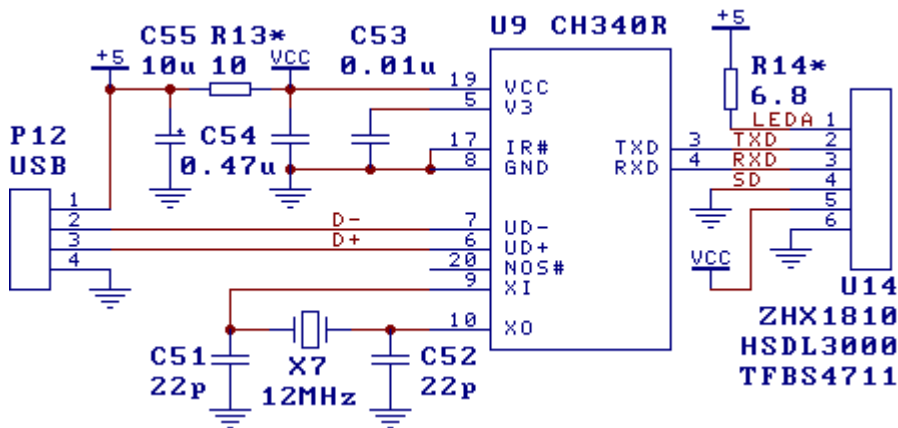 U9 CH340R
C55 R13* C53
+5
10u 10 VCC 0.01u
+5
R14*
6.8
19 VCC
5 V3
P12
USB
C54
0.47u
17 IR#
8 GND
TXD 3
RXD 4
LEDA 1
TXD 2
RXD 3
SD 4
5
6
1
2 D- 7 UD-
3 D+ 6 UD+
4
20 NOS#
9 XI
10 XO
VCC
U14
ZHX1810
HSDL3000
TFBS4711
C51
22p
X7
12MHz
C52
22p